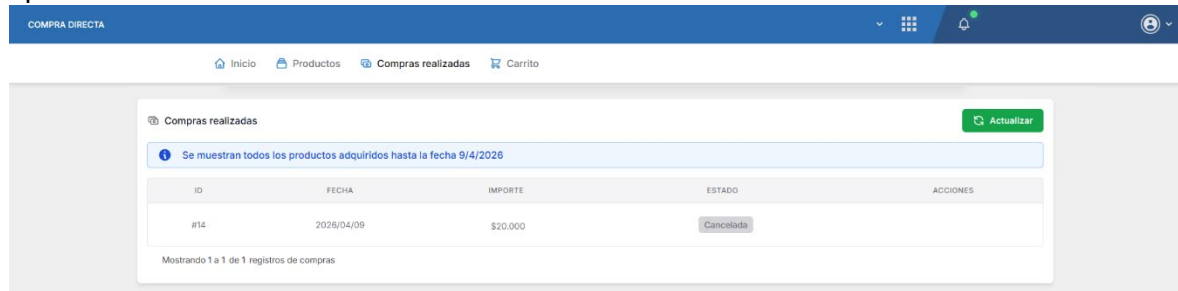 COMPRA DIRECTA
Inicio Productos Compras realizadas Carrito
Compras realizadas Actualizar
Se muestran todos los productos adquiridos hasta la fecha 9/4/2026
ID FECHA IMPORTE ESTADO ACCIONES
#14 2026/04/09 $20.000 Cancelada
Mostrando 1 a 1 de 1 registros de compras